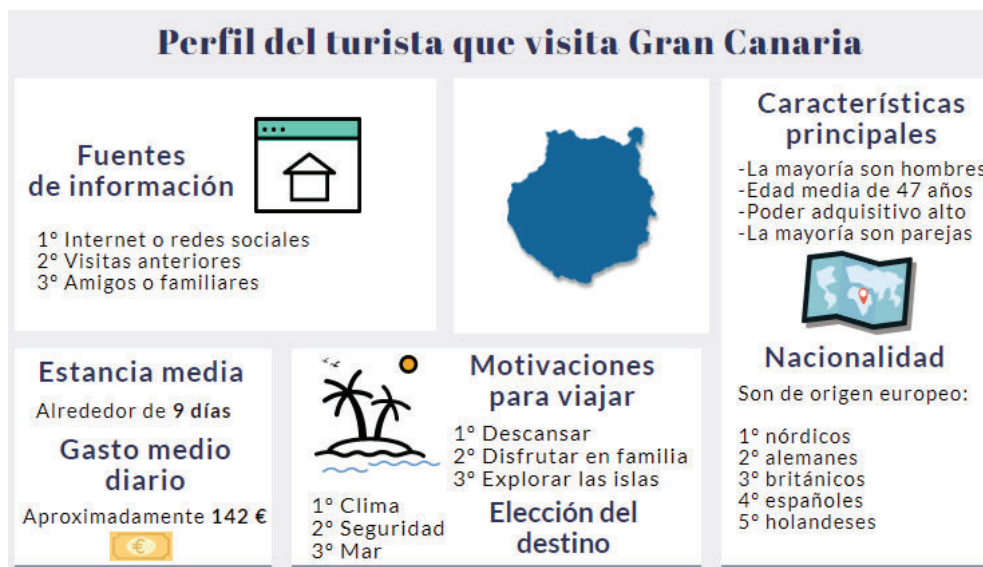 Perfil del turista que visita Gran Canaria
Fuentes
de información
1º Internet o redes sociales
2º Visitas anteriores
3º Amigos o familiares
Características
principales
-La mayoría son hombres
-Edad media de 47 años
-Poder adquisitivo alto
-La mayoría son parejas
Nacionalidad
Son de origen europeo:
1º nórdicos
2º alemanes
3º británicos
4º españoles
5º holandeses
Estancia media
Alrededor de 9 días
Gasto medio
diario
Aproximadamente 142 €
€
Motivaciones
para viajar
1º Descansar
2º Disfrutar en familia
3º Explorar las islas
Elección del
destino
1º Clima
2º Seguridad
3º Mar